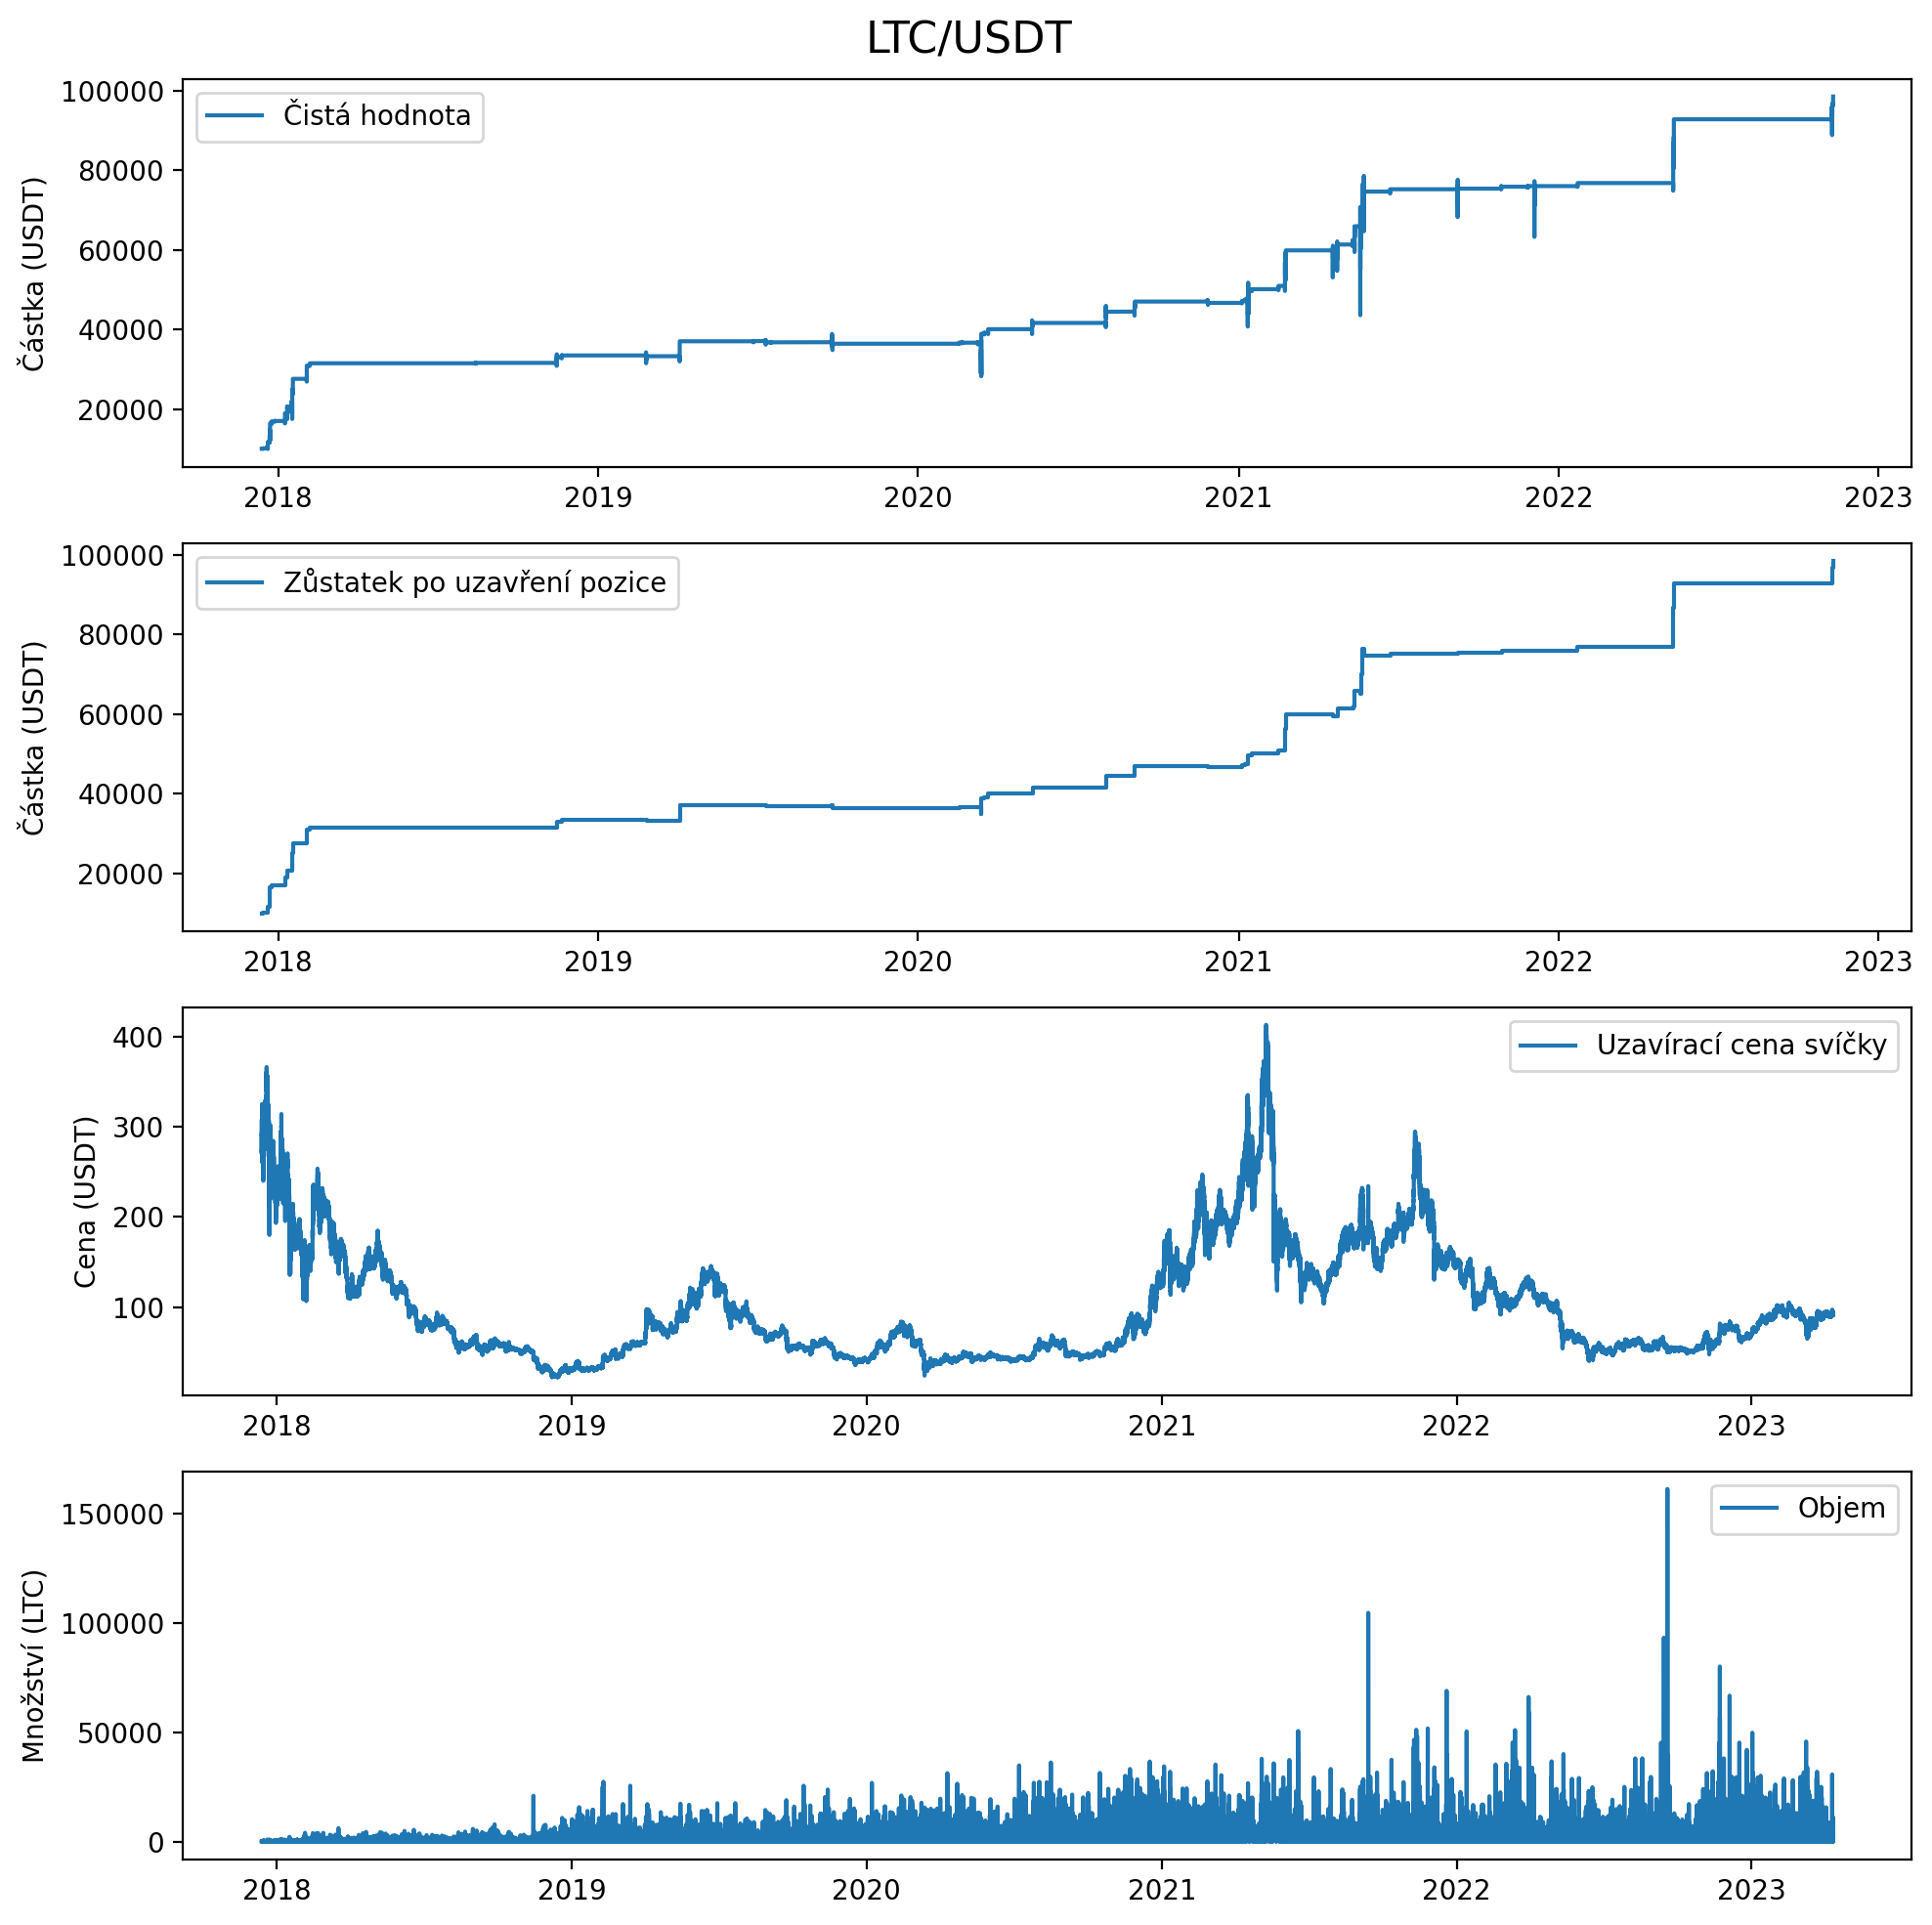 LTC/USDT
Čistá hodnota
Částka (USDT)
100000
80000
60000
40000
20000
2018 2019 2020 2021 2022 2023
Zůstatek po uzavření pozice
Částka (USDT)
100000
80000
60000
40000
20000
2018 2019 2020 2021 2022 2023
Uzavírací cena svíčky
Cena (USDT)
400
300
200
100
2018 2019 2020 2021 2022 2023
Objem
Množství (LTC)
150000
100000
50000
0
2018 2019 2020 2021 2022 2023